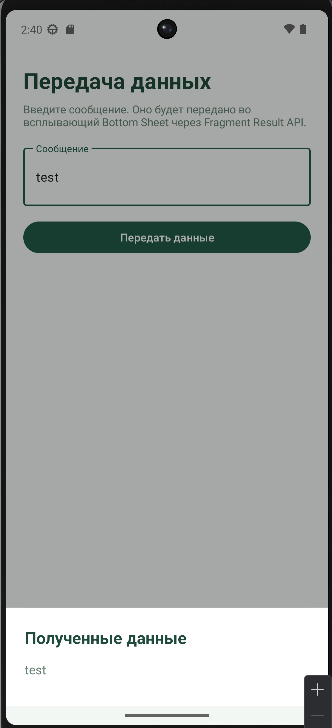 2:40
Передача данных
Введите сообщение. Оно будет передано во
всплывающий Bottom Sheet через Fragment Result API.
Сообщение
test
Передать данные
Полученные данные
test